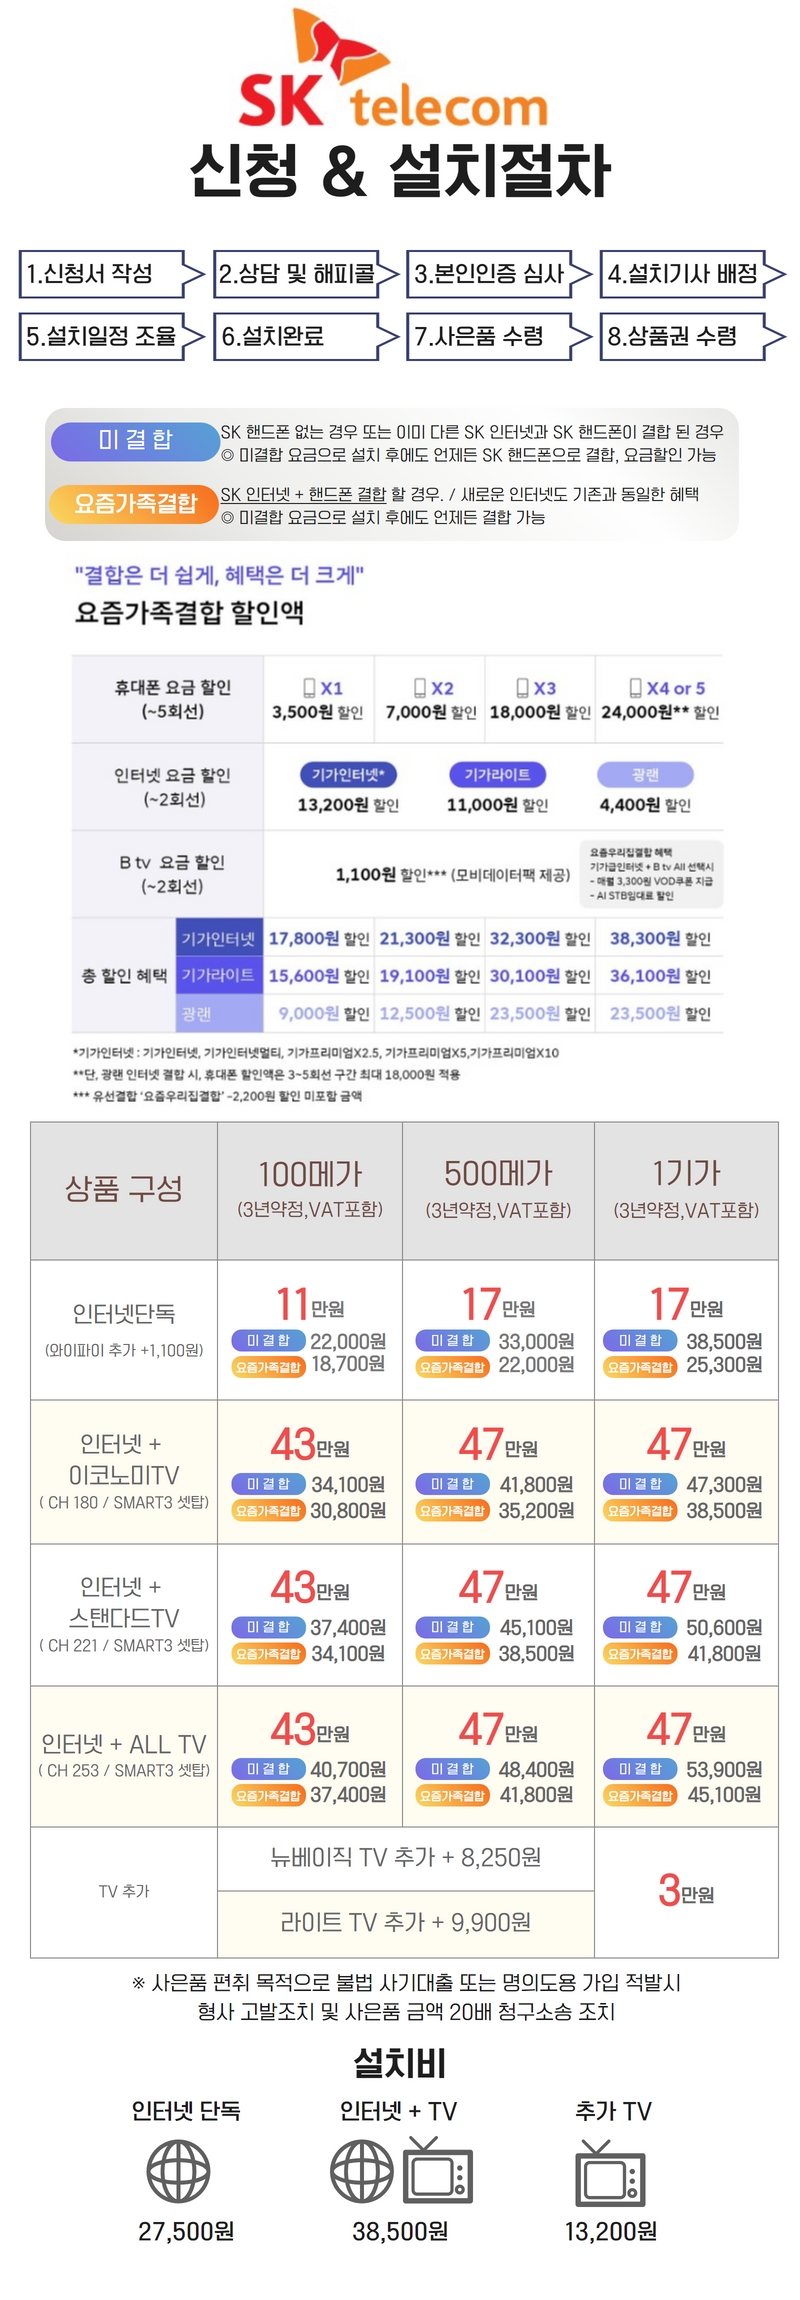 SK telecom
신청 & 설치절차
1.신청서 작성
2.상담 및 해피콜
3.본인인증 심사
4.설치기사 배정
5.설치일정 조율
6.설치완료
7.사은품 수령
8.상품권 수령
미 결 합
SK 핸드폰 없는 경우 또는 이미 다른 SK 인터넷과 SK 핸드폰이 결합 된 경우
◎ 미결합 요금으로 설치 후에도 언제든 SK 핸드폰으로 결합, 요금할인 가능
요즘가족결합
SK 인터넷 + 핸드폰 결합 할 경우. / 새로운 인터넷도 기존과 동일한 혜택
◎ 미결합 요금으로 설치 후에도 언제든 결합 가능
"결합은 더 쉽게, 혜택은 더 크게"
요즘가족결합 할인액
휴대폰 요금 할인
(~5회선)
X1
3,500원 할인
X2
7,000원 할인
X3
18,000원 할인
X4 or 5
24,000원** 할인
인터넷 요금 할인
(~2회선)
기가인터넷*
13,200원 할인
기가라이트
11,000원 할인
광랜
4,400원 할인
B tv 요금 할인
(~2회선)
1,100원 할인*** (모비데이터팩 제공)
요즘우리집결합 혜택
기가급인터넷 + B tv All 선택시
- 매월 3,300원 VOD쿠폰 지급
- AI STB임대료 할인
총 할인 혜택
기가인터넷 17,800원 할인 21,300원 할인 32,300원 할인 38,300원 할인
기가라이트 15,600원 할인 19,100원 할인 30,100원 할인 36,100원 할인
광랜 9,000원 할인 12,500원 할인 23,500원 할인 23,500원 할인
*기가인터넷 : 기가인터넷, 기가인터넷멀티, 기가프리미엄X2.5, 기가프리미엄X5,기가프리미엄X10
**단, 광랜 인터넷 결합 시, 휴대폰 할인액은 3~5회선 구간 최대 18,000원 적용
*** 유선결합 '요즘우리집결합' -2,200원 할인 미포함 금액
상품 구성
100메가
(3년약정,VAT포함)
500메가
(3년약정,VAT포함)
1기가
(3년약정,VAT포함)
인터넷단독
(와이파이 추가 +1,100원)
11만원
미 결 합 22,000원
요즘가족결합 18,700원
17만원
미 결 합 33,000원
요즘가족결합 22,000원
17만원
미 결 합 38,500원
요즘가족결합 25,300원
인터넷 +
이코노미TV
( CH 180 / SMART3 셋탑)
43만원
미 결 합 34,100원
요즘가족결합 30,800원
47만원
미 결 합 41,800원
요즘가족결합 35,200원
47만원
미 결 합 47,300원
요즘가족결합 38,500원
인터넷 +
스탠다드TV
( CH 221 / SMART3 셋탑)
43만원
미 결 합 37,400원
요즘가족결합 34,100원
47만원
미 결 합 45,100원
요즘가족결합 38,500원
47만원
미 결 합 50,600원
요즘가족결합 41,800원
인터넷 + ALL TV
( CH 253 / SMART3 셋탑)
43만원
미 결 합 40,700원
요즘가족결합 37,400원
47만원
미 결 합 48,400원
요즘가족결합 41,800원
47만원
미 결 합 53,900원
요즘가족결합 45,100원
TV 추가
뉴베이직 TV 추가 + 8,250원
라이트 TV 추가 + 9,900원
3만원
※ 사은품 편취 목적으로 불법 사기대출 또는 명의도용 가입 적발시
형사 고발조치 및 사은품 금액 20배 청구소송 조치
설치비
인터넷 단독
인터넷 + TV
추가 TV
27,500원
38,500원
13,200원